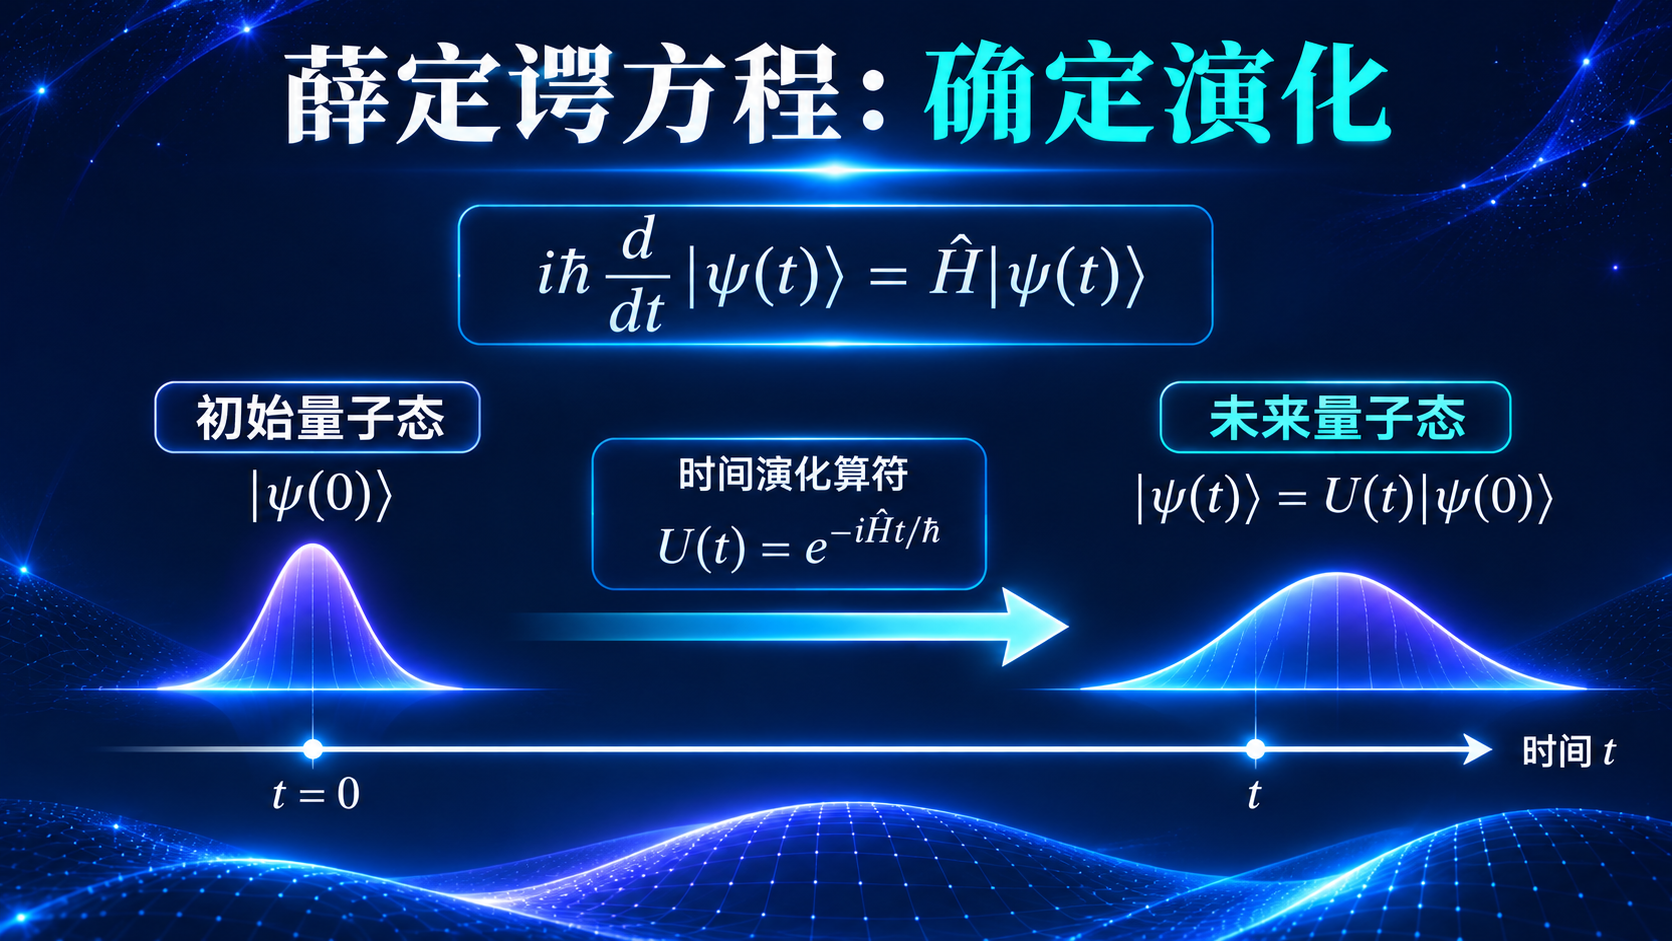 薛定谔方程：确定演化
iħ d/dt |ψ(t)⟩ = Ĥ|ψ(t)⟩
初始量子态
|ψ(0)⟩
时间演化算符
U(t) = e^{-iĤt/ħ}
未来量子态
|ψ(t)⟩ = U(t)|ψ(0)⟩
时间 t
t = 0
t